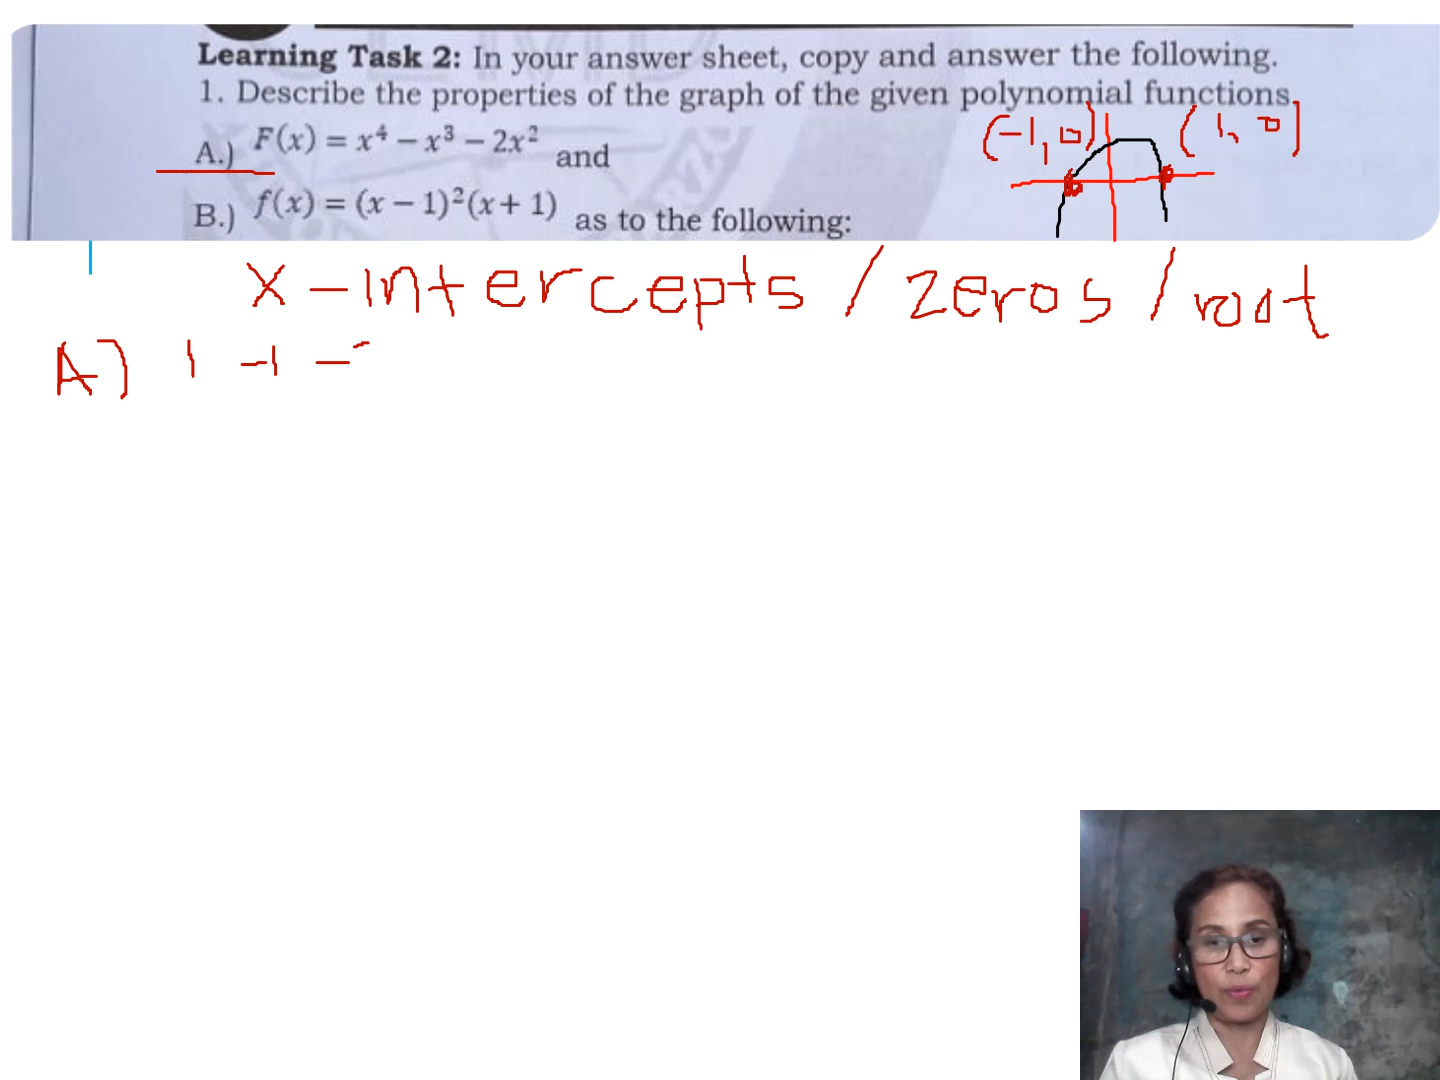 Learning Task 2: In your answer sheet, copy and answer the following.
1. Describe the properties of the graph of the given polynomial functions.
A.) F(x) = x⁴ − x³ − 2x² and
B.) f(x) = (x − 1)²(x + 1) as to the following:
(-1, 0) (1, 0)
x-intercepts / zeros / root
A) 1 -1 -